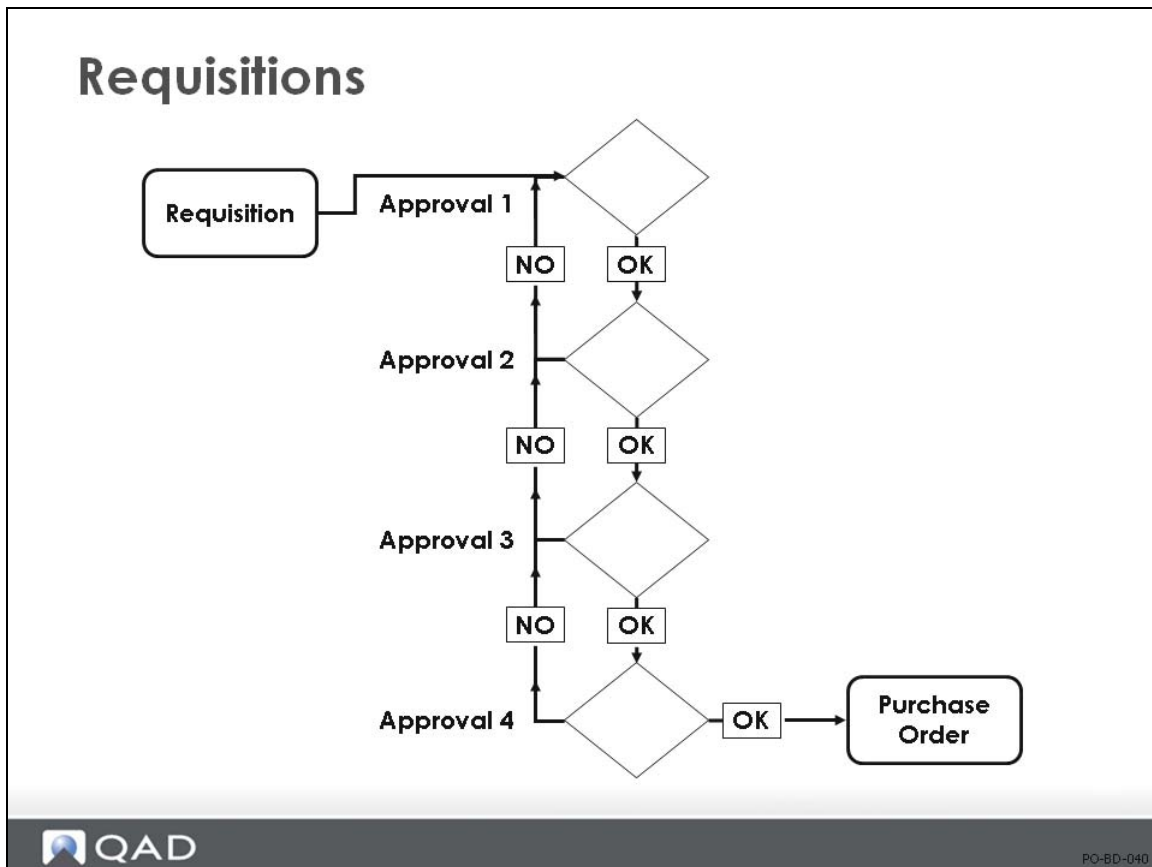 Requisitions
Requisition
Approval 1
NO
OK
Approval 2
NO
OK
Approval 3
NO
OK
Approval 4
OK
Purchase
Order
QAD
PO-BD-040